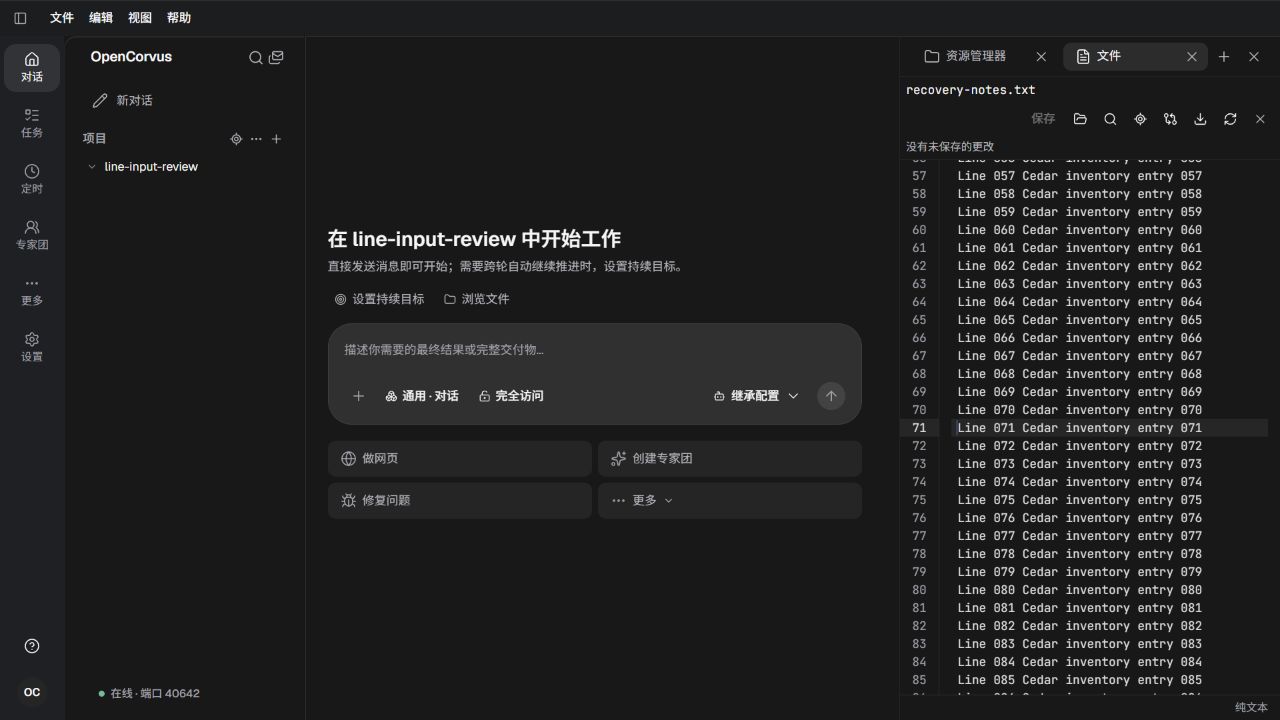 文件 编辑 视图 帮助
对话
任务
定时
专家团
更多
设置
OC
OpenCorvus
新对话
项目
line-input-review
在线 · 端口 40642
在 line-input-review 中开始工作
直接发送消息即可开始；需要跨轮自动继续推进时，设置持续目标。
设置持续目标 浏览文件
描述你需要的最终结果或完整交付物...
通用 · 对话 完全访问 继承配置
做网页 创建专家团
修复问题 更多
资源管理器 文件
recovery-notes.txt
保存
没有未保存的更改
57 Line 057 Cedar inventory entry 057
58 Line 058 Cedar inventory entry 058
59 Line 059 Cedar inventory entry 059
60 Line 060 Cedar inventory entry 060
61 Line 061 Cedar inventory entry 061
62 Line 062 Cedar inventory entry 062
63 Line 063 Cedar inventory entry 063
64 Line 064 Cedar inventory entry 064
65 Line 065 Cedar inventory entry 065
66 Line 066 Cedar inventory entry 066
67 Line 067 Cedar inventory entry 067
68 Line 068 Cedar inventory entry 068
69 Line 069 Cedar inventory entry 069
70 Line 070 Cedar inventory entry 070
71 Line 071 Cedar inventory entry 071
72 Line 072 Cedar inventory entry 072
73 Line 073 Cedar inventory entry 073
74 Line 074 Cedar inventory entry 074
75 Line 075 Cedar inventory entry 075
76 Line 076 Cedar inventory entry 076
77 Line 077 Cedar inventory entry 077
78 Line 078 Cedar inventory entry 078
79 Line 079 Cedar inventory entry 079
80 Line 080 Cedar inventory entry 080
81 Line 081 Cedar inventory entry 081
82 Line 082 Cedar inventory entry 082
83 Line 083 Cedar inventory entry 083
84 Line 084 Cedar inventory entry 084
85 Line 085 Cedar inventory entry 085
纯文本